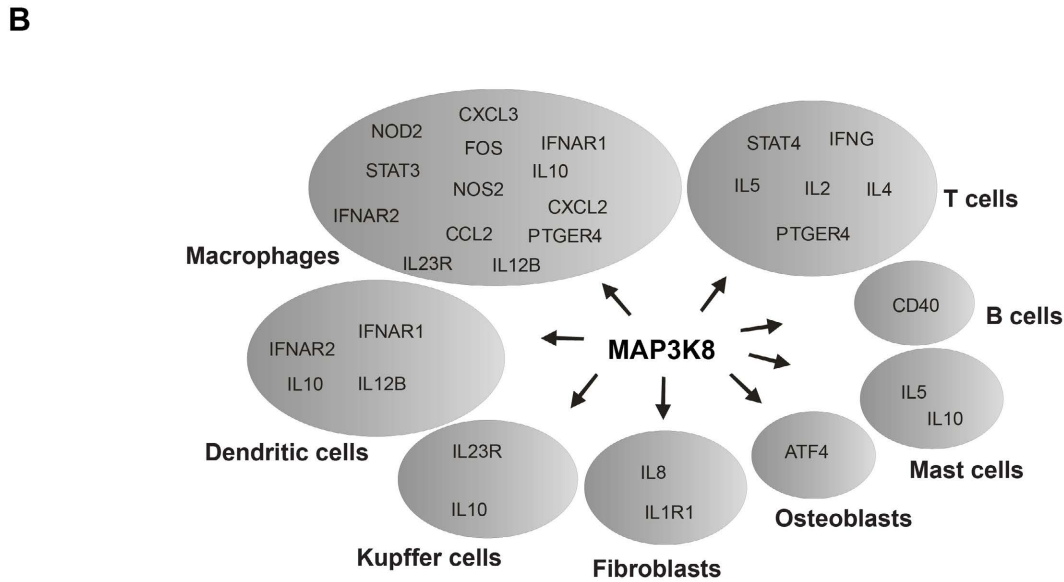 B
CXCL3
NOD2
FOS
IFNAR1
STAT3
IL10
NOS2
IFNAR2
CXCL2
CCL2
PTGER4
IL23R
IL12B
Macrophages
STAT4
IFNG
IL5
IL2
IL4
PTGER4
T cells
CD40
B cells
MAP3K8
IFNAR1
IFNAR2
IL10
IL12B
Dendritic cells
IL5
IL10
Mast cells
IL23R
IL10
Kupffer cells
IL8
IL1R1
Fibroblasts
ATF4
Osteoblasts